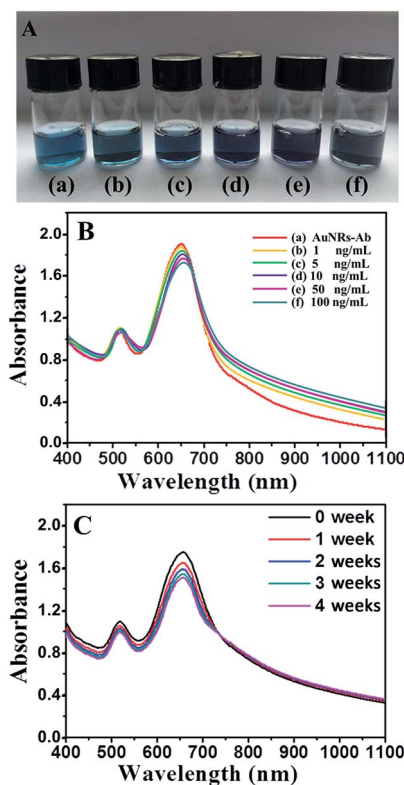 A
(a) (b) (c) (d) (e) (f)
B
(a) AuNRs-Ab
(b) 1 ng/mL
(c) 5 ng/mL
(d) 10 ng/mL
(e) 50 ng/mL
(f) 100 ng/mL
2.0
1.6
1.2
0.8
0.4
0.0
Absorbance
400 500 600 700 800 900 1000 1100
Wavelength (nm)
C
0 week
1 week
2 weeks
3 weeks
4 weeks
2.0
1.6
1.2
0.8
0.4
0.0
Absorbance
400 500 600 700 800 900 1000 1100
Wavelength (nm)